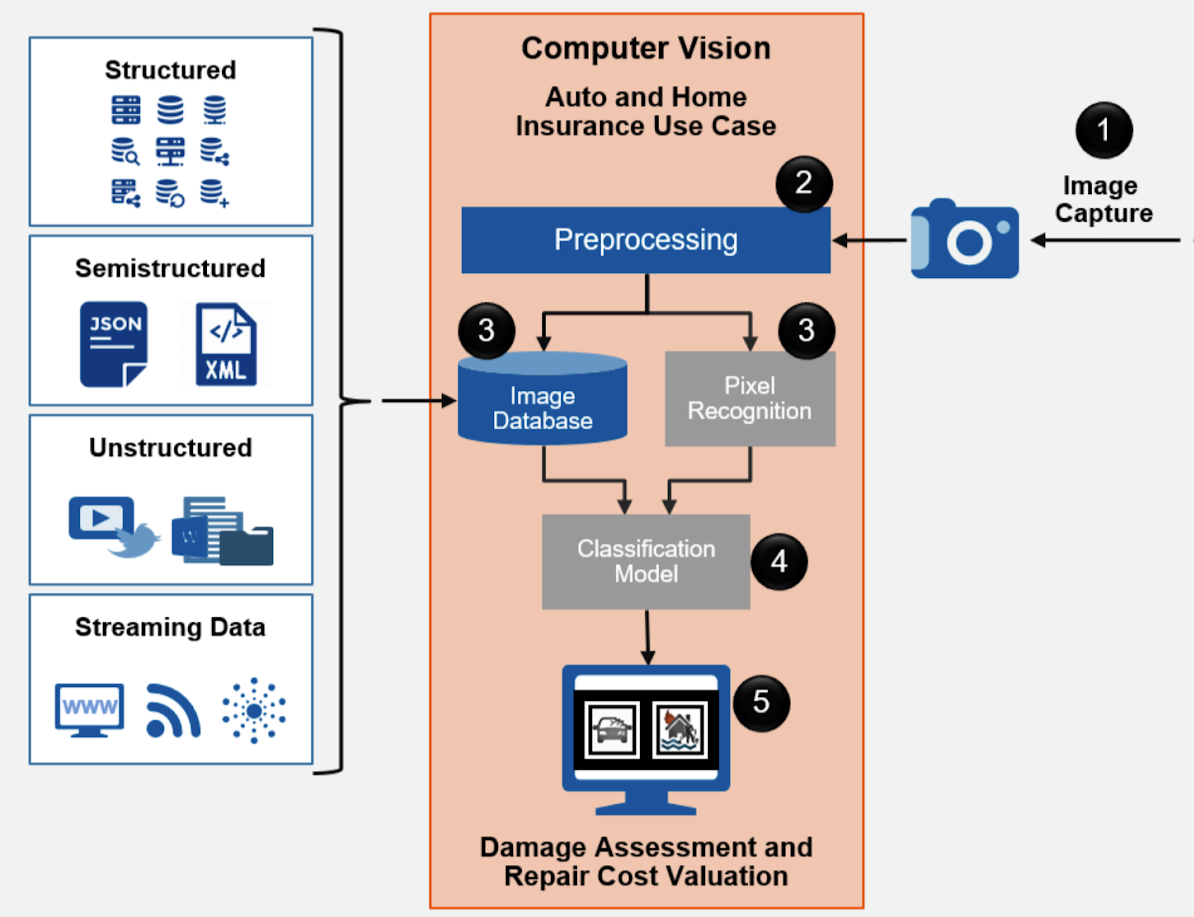 Structured
Semistructured
JSON
</>
XML
Unstructured
W
Streaming Data
WWW
Computer Vision
Auto and Home
Insurance Use Case
2
Preprocessing
1
Image
Capture
3
Image
Database
3
Pixel
Recognition
Classification
Model
4
5
Damage Assessment and
Repair Cost Valuation